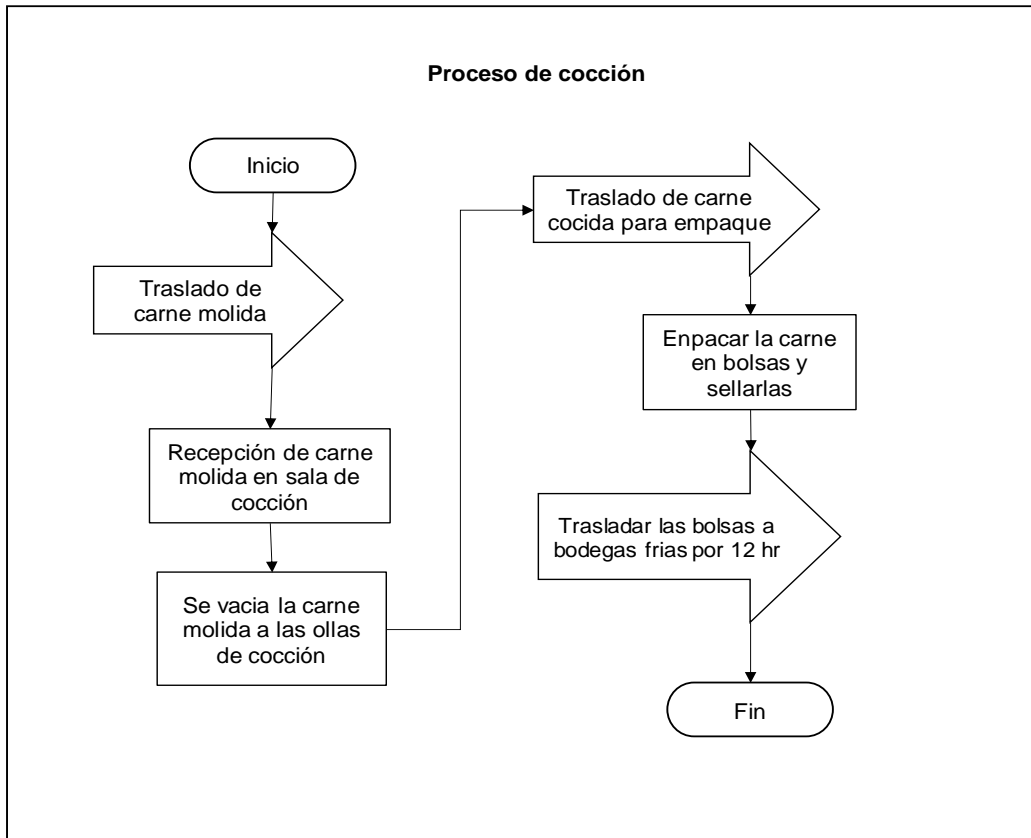 Proceso de cocción
Inicio
Traslado de
carne molida
Recepción de carne
molida en sala de
cocción
Se vacia la carne
molida a las ollas
de cocción
Traslado de carne
cocida para empaque
Enpacar la carne
en bolsas y
sellarlas
Trasladar las bolsas a
bodegas frias por 12 hr
Fin